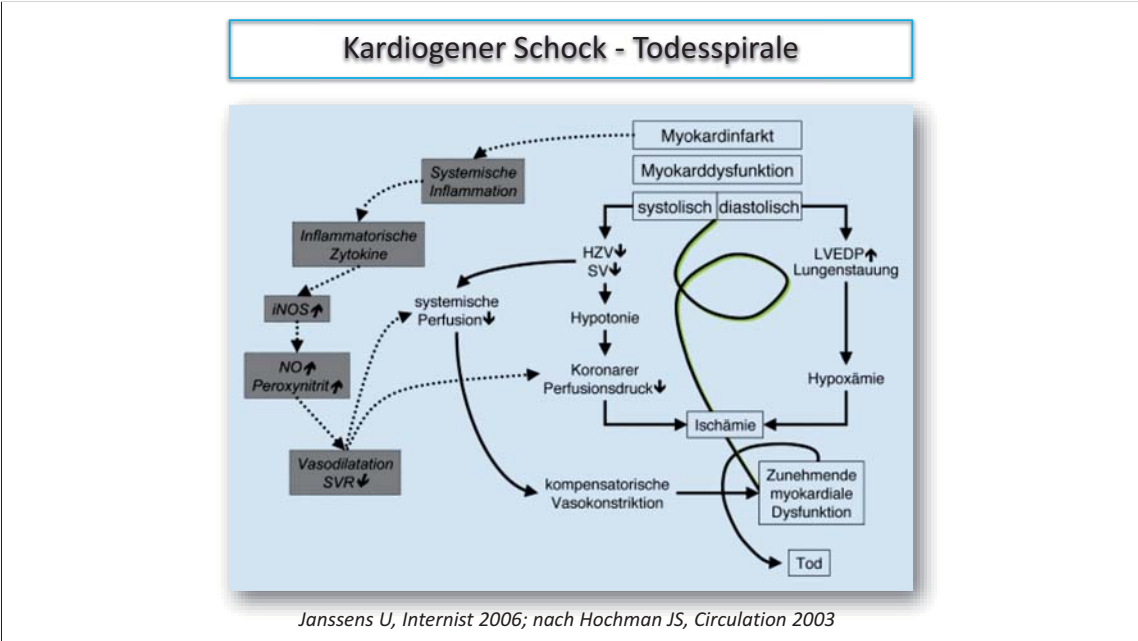 Kardiogener Schock - Todesspirale
Myokardinfarkt
Systemische
Inflammation
Myokarddysfunktion
systolisch diastolisch
Inflammatorische
Zytokine
HZV↓
SV↓
LVEDP↑
Lungenstauung
iNOS↑
systemische
Perfusion↓
Hypotonie
NO↑
Peroxynitrit↑
Koronarer
Perfusionsdruck↓
Hypoxämie
Ischämie
Vasodilatation
SVR↓
kompensatorische
Vasokonstriktion
Zunehmende
myokardiale
Dysfunktion
Tod
Janssens U, Internist 2006; nach Hochman JS, Circulation 2003